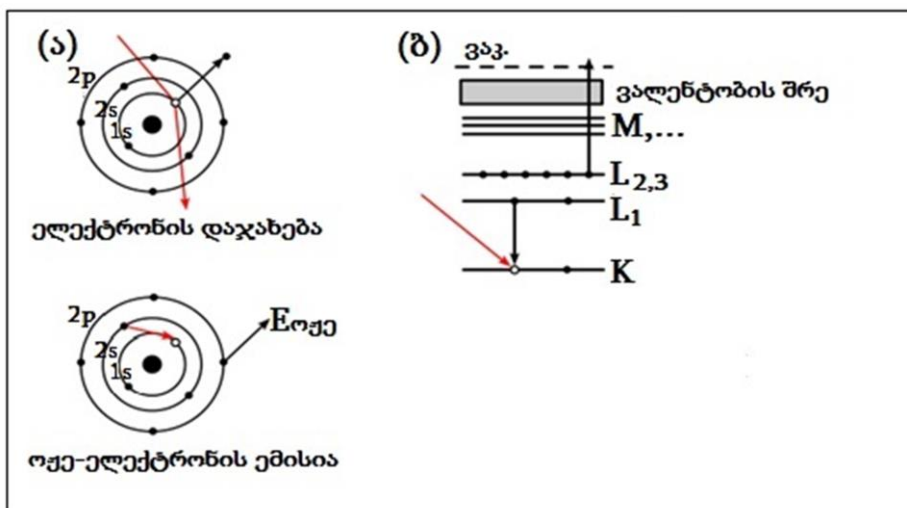 (ა)
2p
2s
1s
ელექტრონის დაჯახება
2p
2s
1s
Eოჟე
ოჟე-ელექტრონის ემისია
(ბ)
ვაკ.
ვალენტობის შრე
M,...
L2,3
L1
K